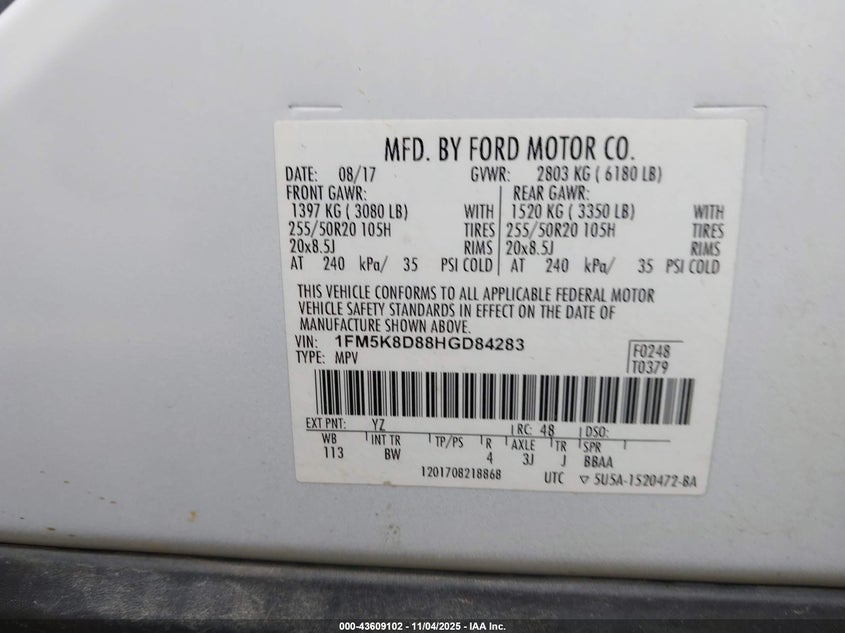 MFD. BY FORD MOTOR CO.
DATE: 08/17 GVWR: 2803 KG ( 6180 LB)
FRONT GAWR: REAR GAWR:
1397 KG ( 3080 LB) WITH 1520 KG ( 3350 LB) WITH
255/50R20 105H TIRES 255/50R20 105H TIRES
20x8.5J RIMS 20x8.5J RIMS
AT 240 kPa/ 35 PSI COLD AT 240 kPa/ 35 PSI COLD
THIS VEHICLE CONFORMS TO ALL APPLICABLE FEDERAL MOTOR
VEHICLE SAFETY STANDARDS IN EFFECT ON THE DATE OF
MANUFACTURE SHOWN ABOVE.
VIN: 1FM5K8D88HGD84283
TYPE: MPV
F0248
T0379
EXT PNT: YZ RC: 48 DSO:
WB INT TR TP/PS R AXLE TR SPR
113 BW 4 3J J BBAA
1201708218868 UTC ▽ 5U5A-1520472-BA
000-43609102 - 11/04/2025 - IAA Inc.